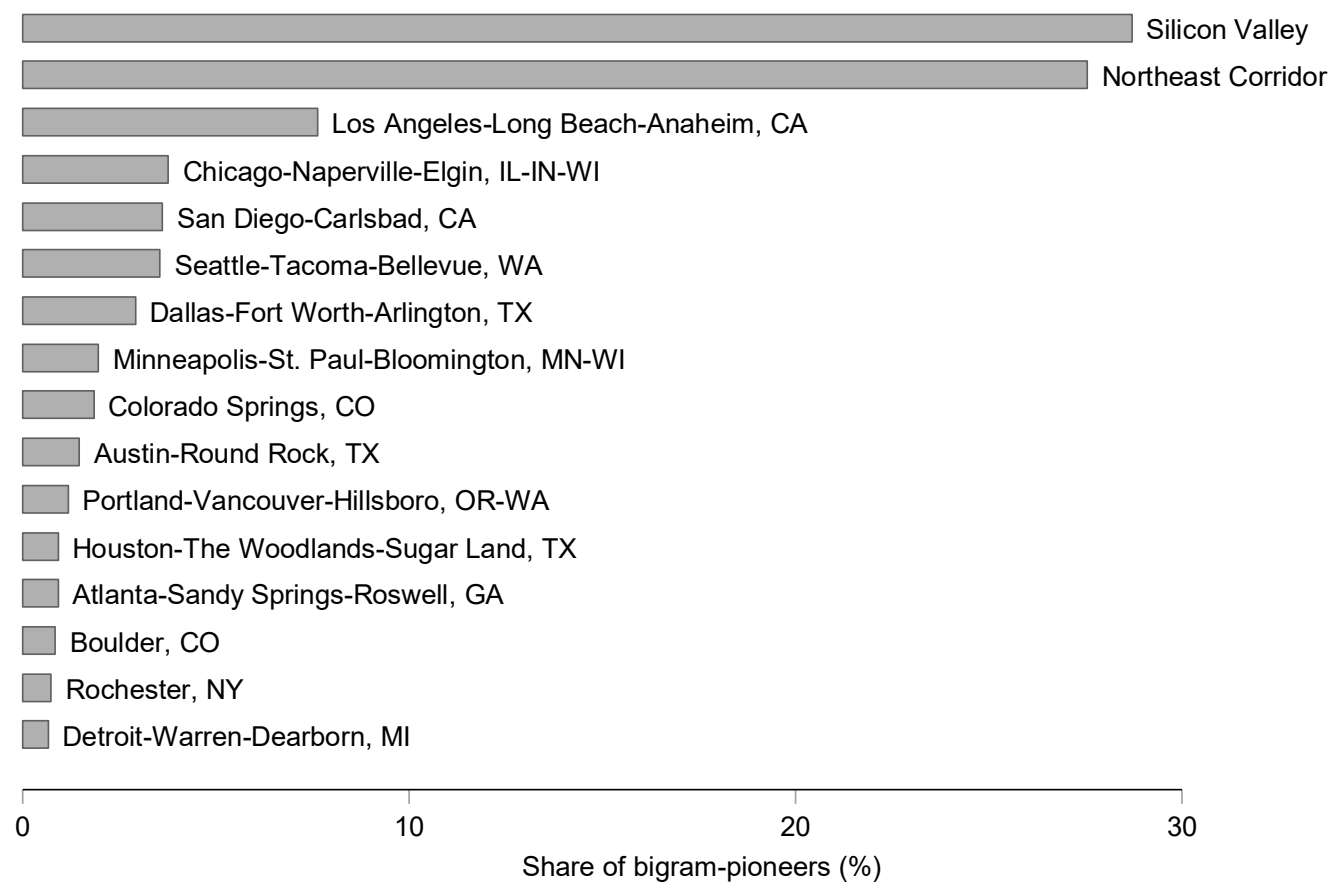 Silicon Valley
Northeast Corridor
Los Angeles-Long Beach-Anaheim, CA
Chicago-Naperville-Elgin, IL-IN-WI
San Diego-Carlsbad, CA
Seattle-Tacoma-Bellevue, WA
Dallas-Fort Worth-Arlington, TX
Minneapolis-St. Paul-Bloomington, MN-WI
Colorado Springs, CO
Austin-Round Rock, TX
Portland-Vancouver-Hillsboro, OR-WA
Houston-The Woodlands-Sugar Land, TX
Atlanta-Sandy Springs-Roswell, GA
Boulder, CO
Rochester, NY
Detroit-Warren-Dearborn, MI
0 10 20 30
Share of bigram-pioneers (%)